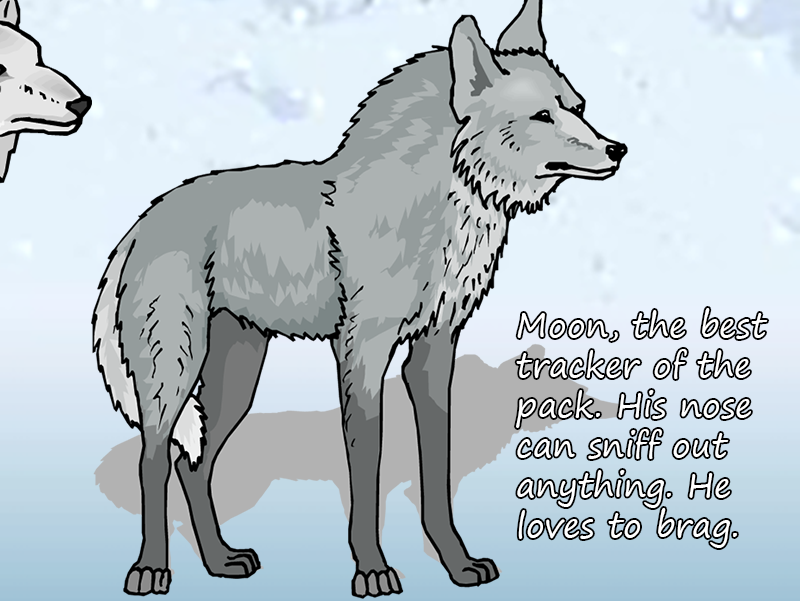 Moon, the best
tracker of the
pack. His nose
can sniff out
anything. He
loves to brag.